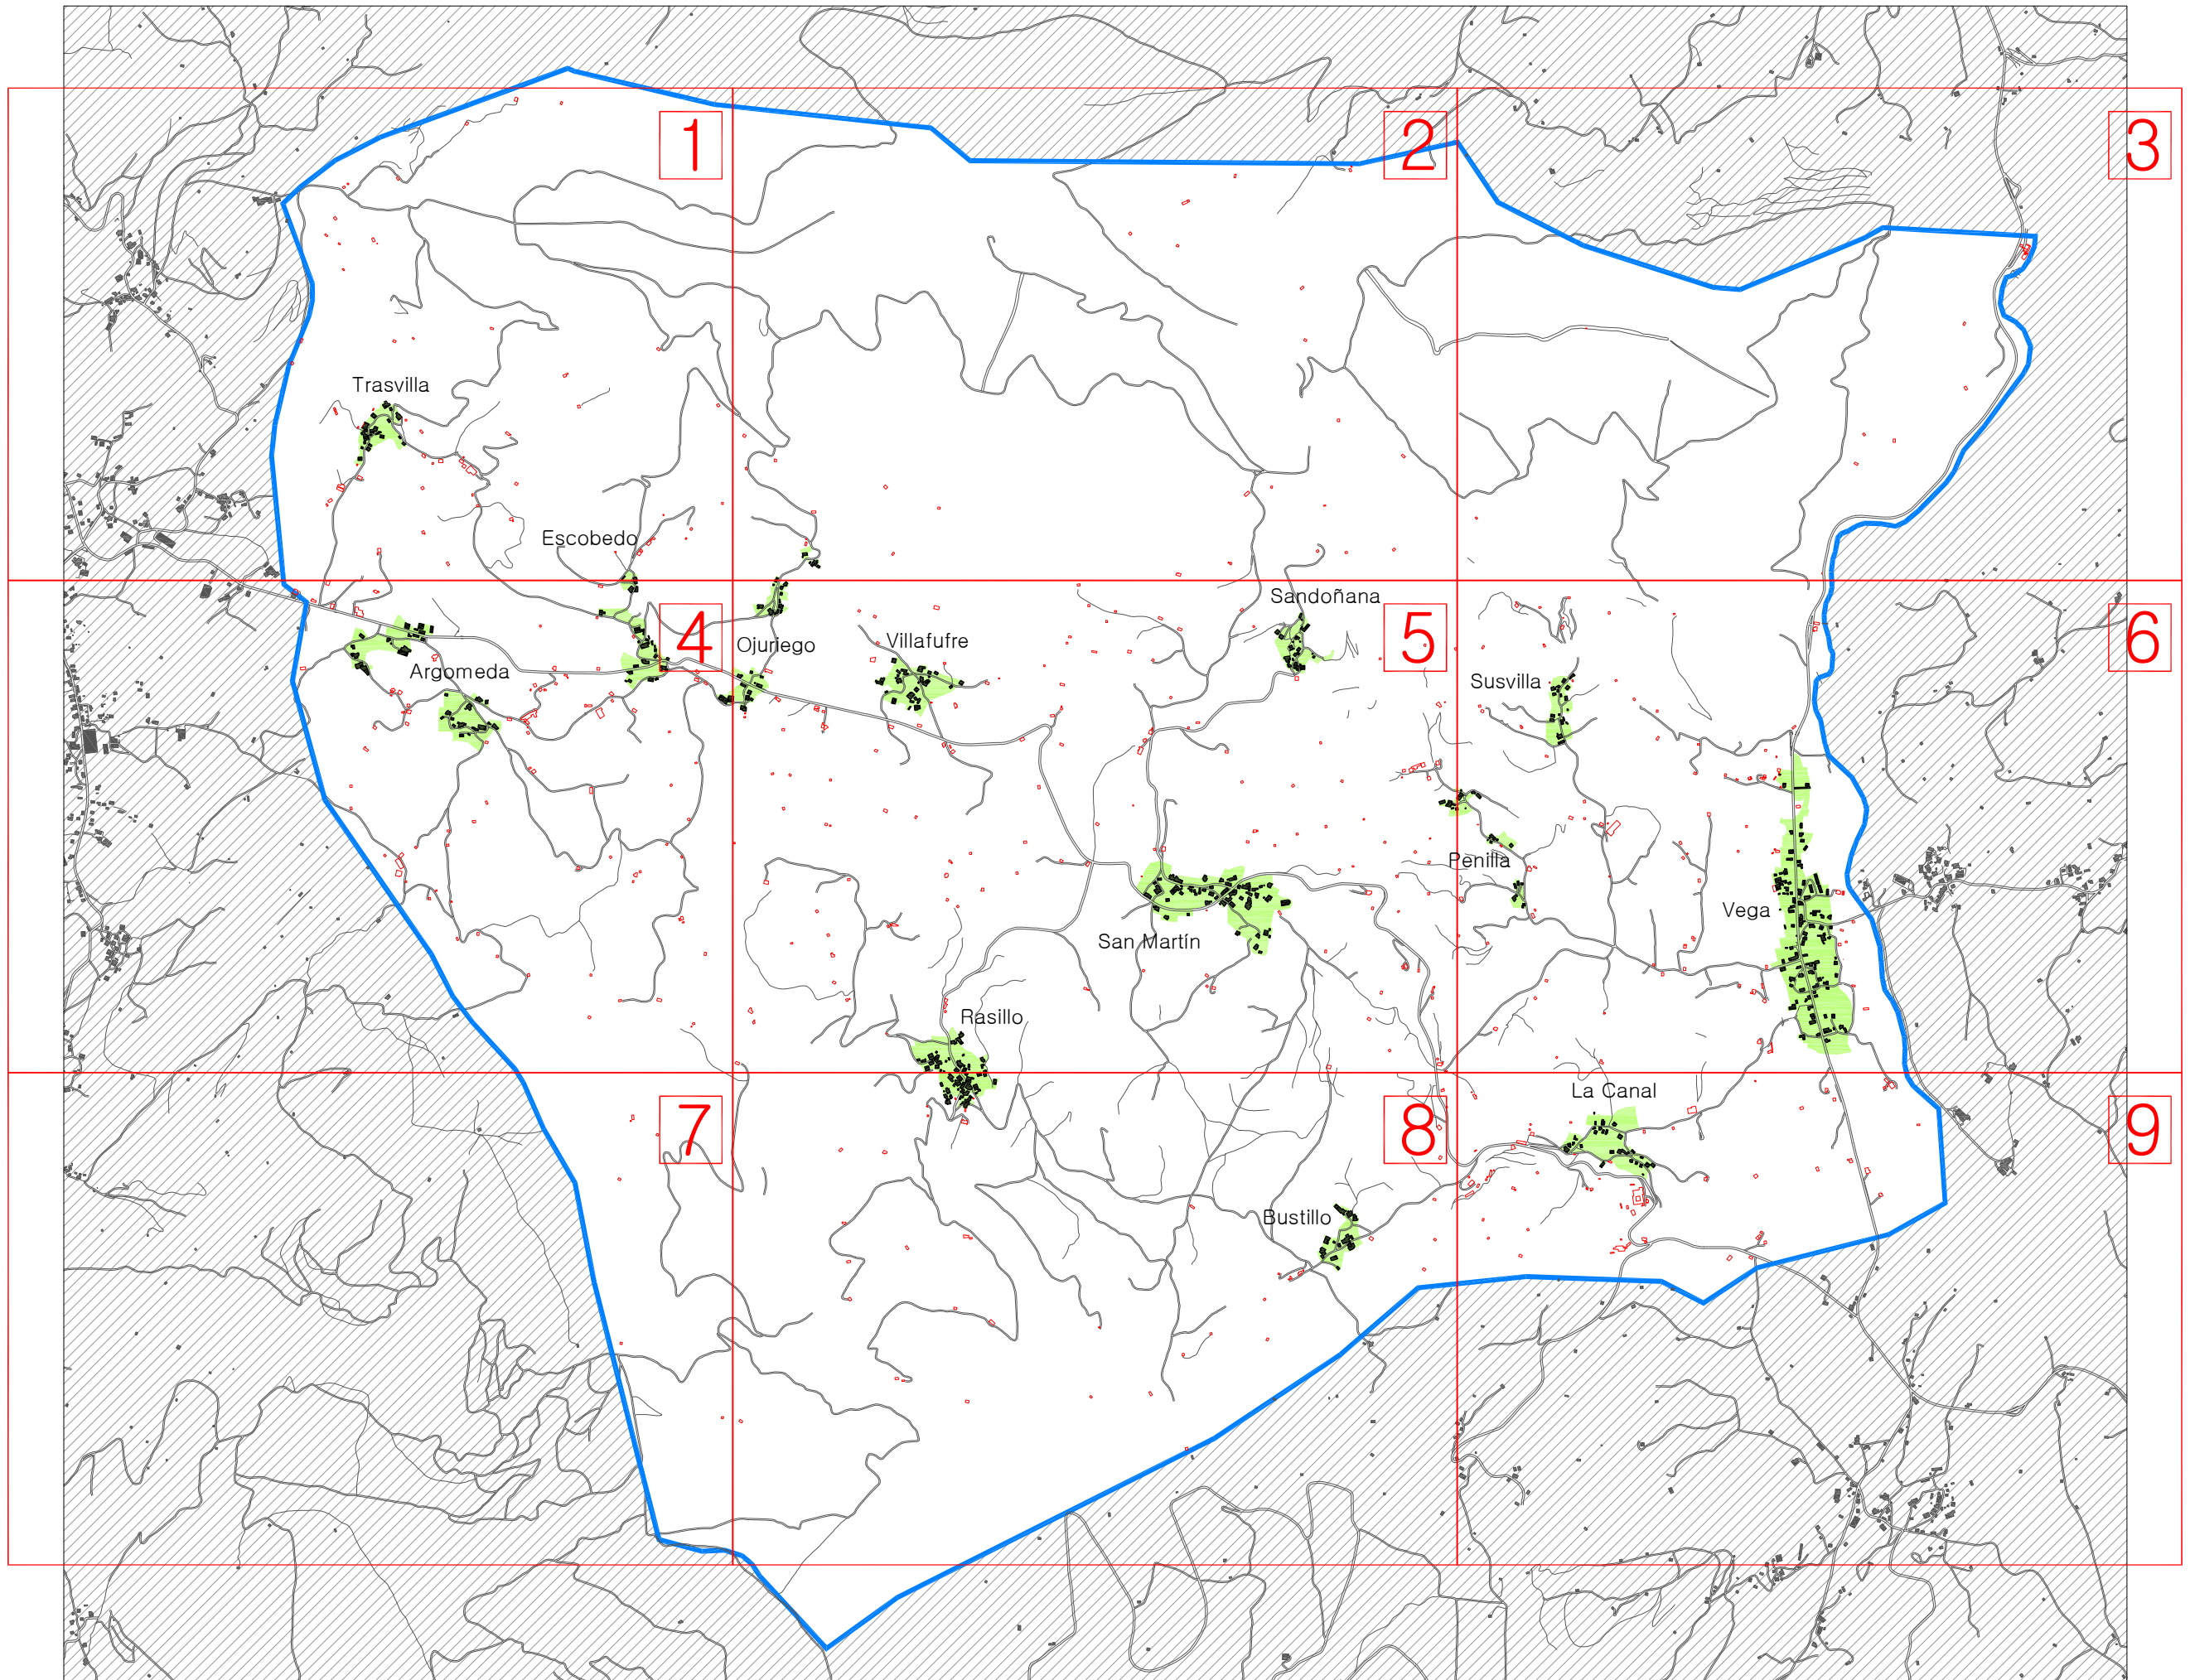 1
2
3
Trasvilla
Escobedo
4
5
6
Sandoñana
Ojuriego
Villafufre
Argomeda
Susvilla
Penilla
Vega
San Martín
Rasillo
7
8
9
La Canal
Bustillo